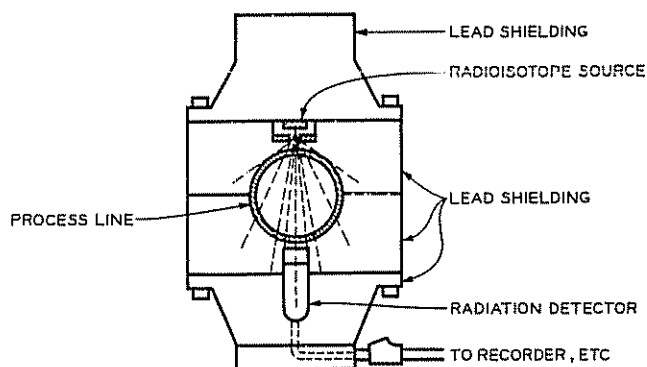 LEAD SHIELDING
RADIOISOTOPE SOURCE
LEAD SHIELDING
PROCESS LINE
RADIATION DETECTOR
TO RECORDER, ETC